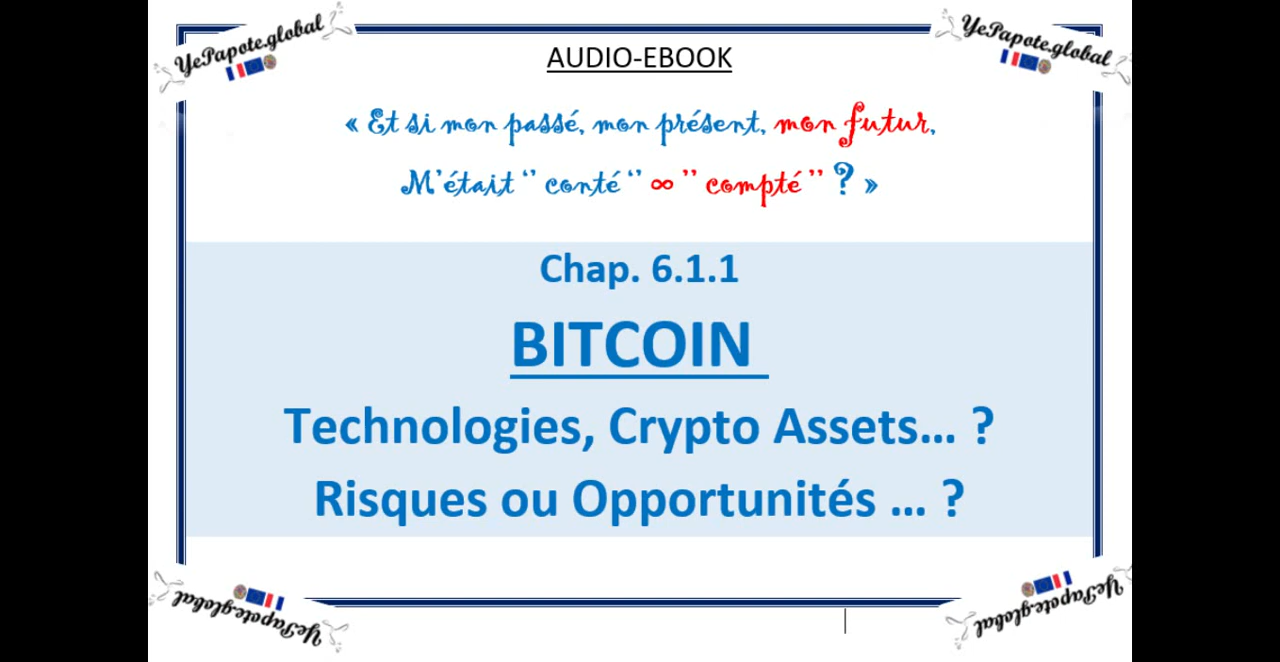 YePapote.global
YePapote.global
AUDIO-EBOOK
« Et si mon passé, mon présent, mon futur,
M'était '' conté '' ∞ '' compté '' ? »
Chap. 6.1.1
BITCOIN
Technologies, Crypto Assets... ?
Risques ou Opportunités ... ?
YePapote.global
YePapote.global